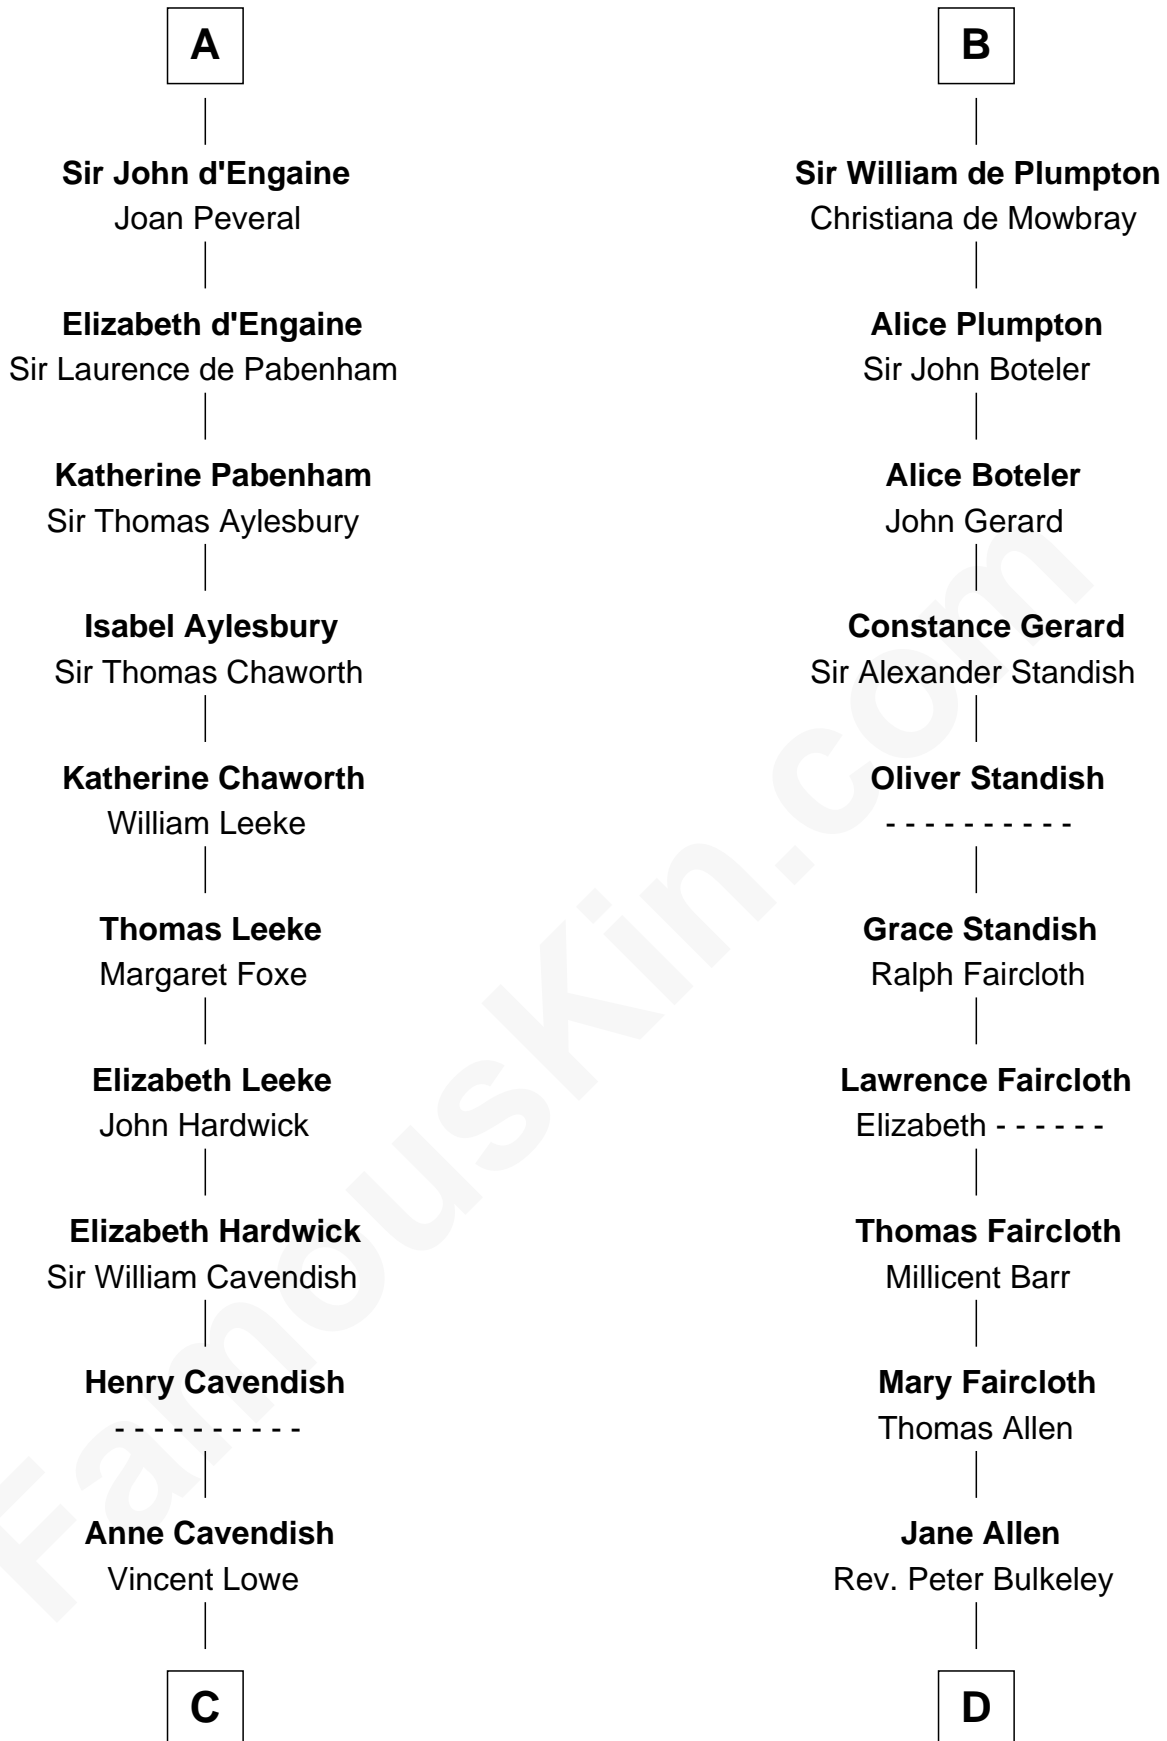 A
Sir John d'Engaine
Joan Peveral
Elizabeth d'Engaine
Sir Laurence de Pabenham
Katherine Pabenham
Sir Thomas Aylesbury
Isabel Aylesbury
Sir Thomas Chaworth
Katherine Chaworth
William Leeke
Thomas Leeke
Margaret Foxe
Elizabeth Leeke
John Hardwick
Elizabeth Hardwick
Sir William Cavendish
Henry Cavendish
- - - - - - - - - -
Anne Cavendish
Vincent Lowe
C
B
Sir William de Plumpton
Christiana de Mowbray
Alice Plumpton
Sir John Boteler
Alice Boteler
John Gerard
Constance Gerard
Sir Alexander Standish
Oliver Standish
- - - - - - - - - -
Grace Standish
Ralph Faircloth
Lawrence Faircloth
Elizabeth - - - - - -
Thomas Faircloth
Millicent Barr
Mary Faircloth
Thomas Allen
Jane Allen
Rev. Peter Bulkeley
D
FamousKin.com